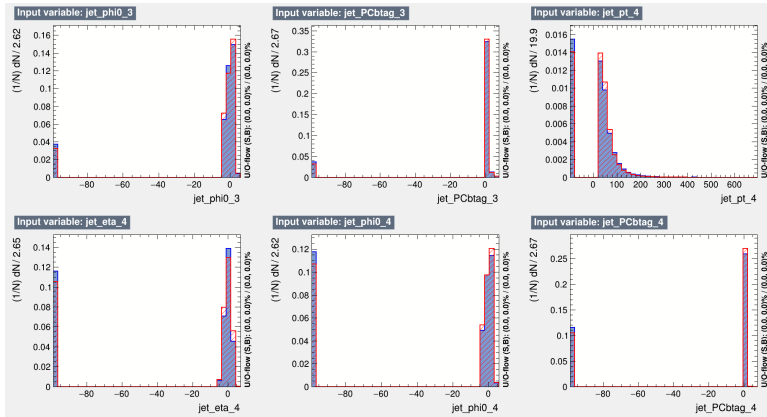 Input variable: jet_phi0_3
(1/N) dN / 2.62
0.16
0.14
0.12
0.1
0.08
0.06
0.04
0.02
0
−80 −60 −40 −20 0
jet_phi0_3
U/O-flow (S,B): (0.0, 0.0)% / (0.0, 0.0)%
Input variable: jet_PCbtag_3
(1/N) dN / 2.67
0.35
0.3
0.25
0.2
0.15
0.1
0.05
0
−80 −60 −40 −20 0
jet_PCbtag_3
U/O-flow (S,B): (0.0, 0.0)% / (0.0, 0.0)%
Input variable: jet_pt_4
(1/N) dN / 19.9
0.016
0.014
0.012
0.01
0.008
0.006
0.004
0.002
0
0 100 200 300 400 500 600
jet_pt_4
U/O-flow (S,B): (0.0, 0.0)% / (0.0, 0.0)%
Input variable: jet_eta_4
(1/N) dN / 2.65
0.14
0.12
0.1
0.08
0.06
0.04
0.02
0
−80 −60 −40 −20 0
jet_eta_4
U/O-flow (S,B): (0.0, 0.0)% / (0.0, 0.0)%
Input variable: jet_phi0_4
(1/N) dN / 2.62
0.12
0.1
0.08
0.06
0.04
0.02
0
−80 −60 −40 −20 0
jet_phi0_4
U/O-flow (S,B): (0.0, 0.0)% / (0.0, 0.0)%
Input variable: jet_PCbtag_4
(1/N) dN / 2.67
0.25
0.2
0.15
0.1
0.05
0
−80 −60 −40 −20 0
jet_PCbtag_4
U/O-flow (S,B): (0.0, 0.0)% / (0.0, 0.0)%